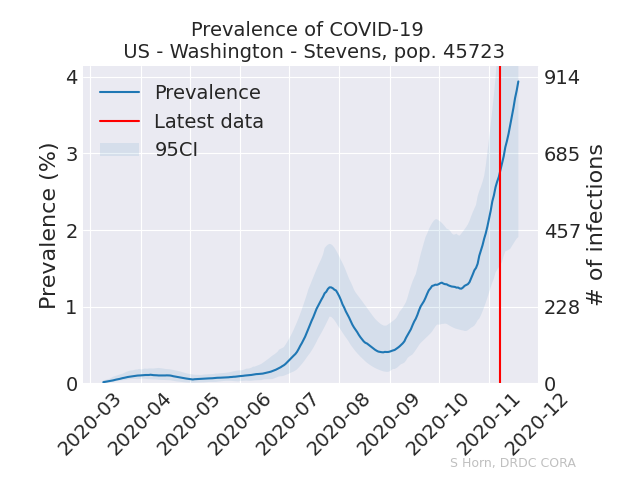 Prevalence of COVID-19
US - Washington - Stevens, pop. 45723
Prevalence
Latest data
95CI
Prevalence (%)
4
3
2
1
0
914
685
457
228
0
# of infections
2020-03
2020-04
2020-05
2020-06
2020-07
2020-08
2020-09
2020-10
2020-11
2020-12
S Horn, DRDC CORA